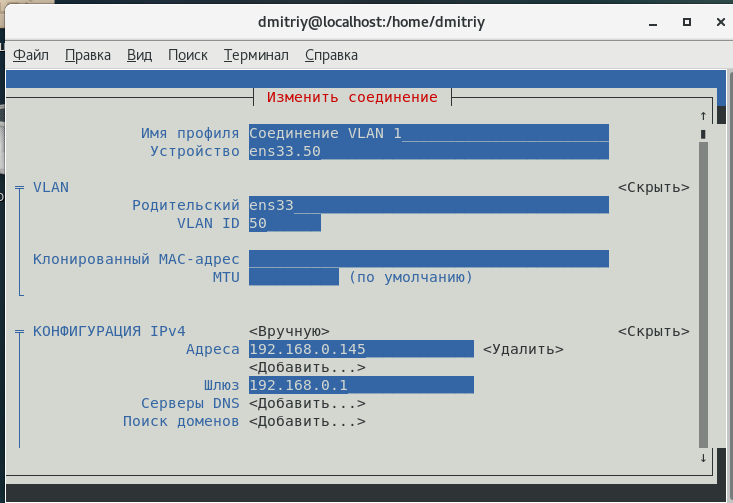 dmitriy@localhost:/home/dmitriy
Файл Правка Вид Поиск Терминал Справка
Изменить соединение
Имя профиля Соединение VLAN 1
Устройство ens33.50
VLAN <Скрыть>
Родительский ens33
VLAN ID 50
Клонированный MAC-адрес
MTU (по умолчанию)
КОНФИГУРАЦИЯ IPv4 <Вручную> <Скрыть>
Адреса 192.168.0.145 <Удалить>
<Добавить...>
Шлюз 192.168.0.1
Серверы DNS <Добавить...>
Поиск доменов <Добавить...>